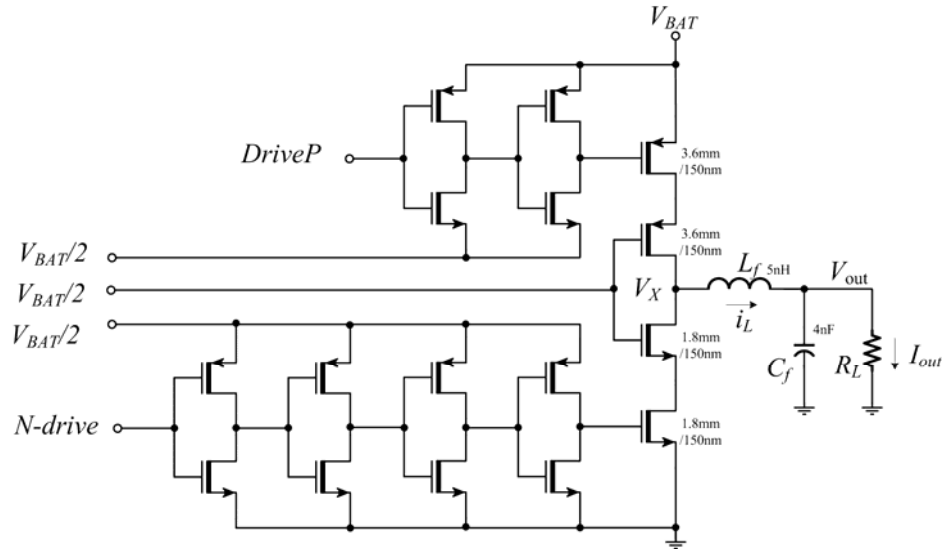 V_BAT
DriveP
3.6mm
/150nm
V_BAT/2
3.6mm
/150nm
V_BAT/2
V_X
L_f 5nH
V_out
V_BAT/2
i_L
1.8mm
/150nm
4nF
C_f
R_L
I_out
N-drive
1.8mm
/150nm